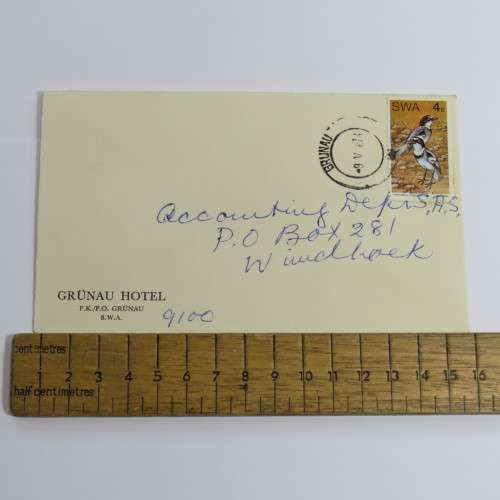 SWA 4c
GRÜNAU
Accounting Dept S.A.S.
P.O Box 281
Windhoek
9100
GRÜNAU HOTEL
P.K./P.O. GRÜNAU
S.W.A.
centimetres
1 2 3 4 5 6 7 8 9 10 11 12 13 14 15 16
half centimetres